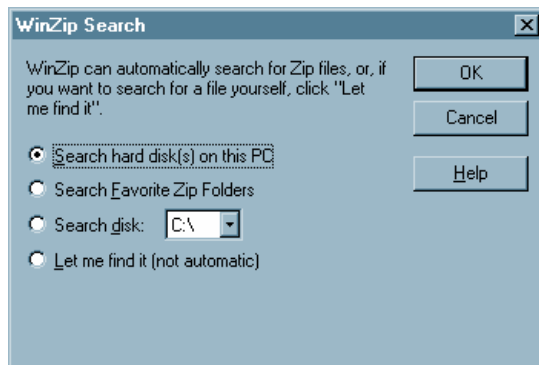 WinZip Search
WinZip can automatically search for Zip files, or, if
you want to search for a file yourself, click "Let
me find it".
OK
Cancel
Help
Search hard disk(s) on this PC
Search Favorite Zip Folders
Search disk: C:\
Let me find it (not automatic)